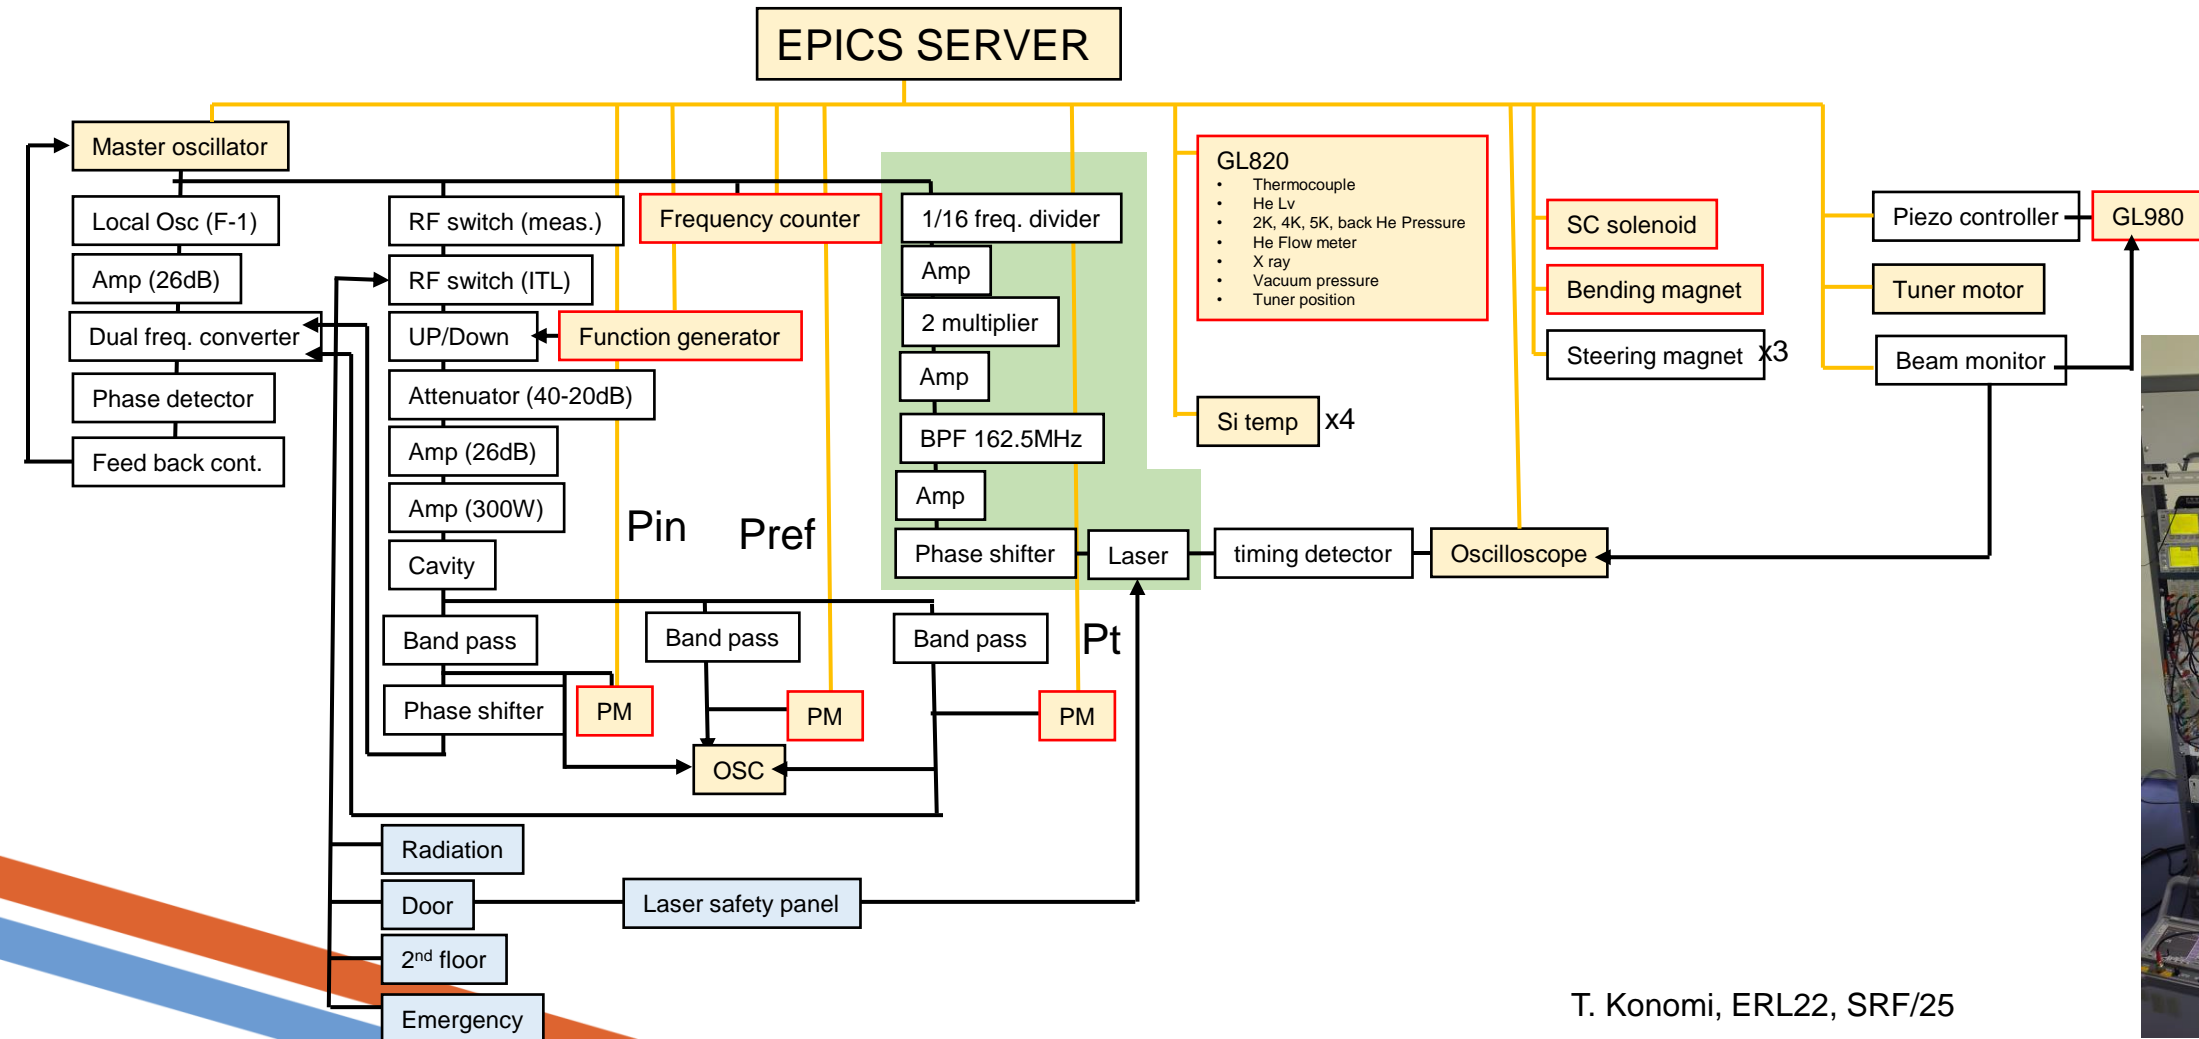 EPICS SERVER
Master oscillator
Local Osc (F-1)
Amp (26dB)
Dual freq. converter
Phase detector
Feed back cont.
RF switch (meas.)
RF switch (ITL)
UP/Down
Attenuator (40-20dB)
Amp (26dB)
Amp (300W)
Cavity
Band pass
Phase shifter
Frequency counter
Function generator
Pin
Pref
Band pass
Band pass
Pt
PM
PM
PM
OSC
1/16 freq. divider
Amp
2 multiplier
Amp
BPF 162.5MHz
Amp
Phase shifter
Laser
timing detector
Oscilloscope
GL820
• Thermocouple
• He Lv
• 2K, 4K, 5K, back He Pressure
• He Flow meter
• X ray
• Vacuum pressure
• Tuner position
Si temp x4
SC solenoid
Bending magnet
Steering magnet x3
Piezo controller
GL980
Tuner motor
Beam monitor
Radiation
Door
Laser safety panel
2nd floor
Emergency
T. Konomi, ERL22, SRF/25